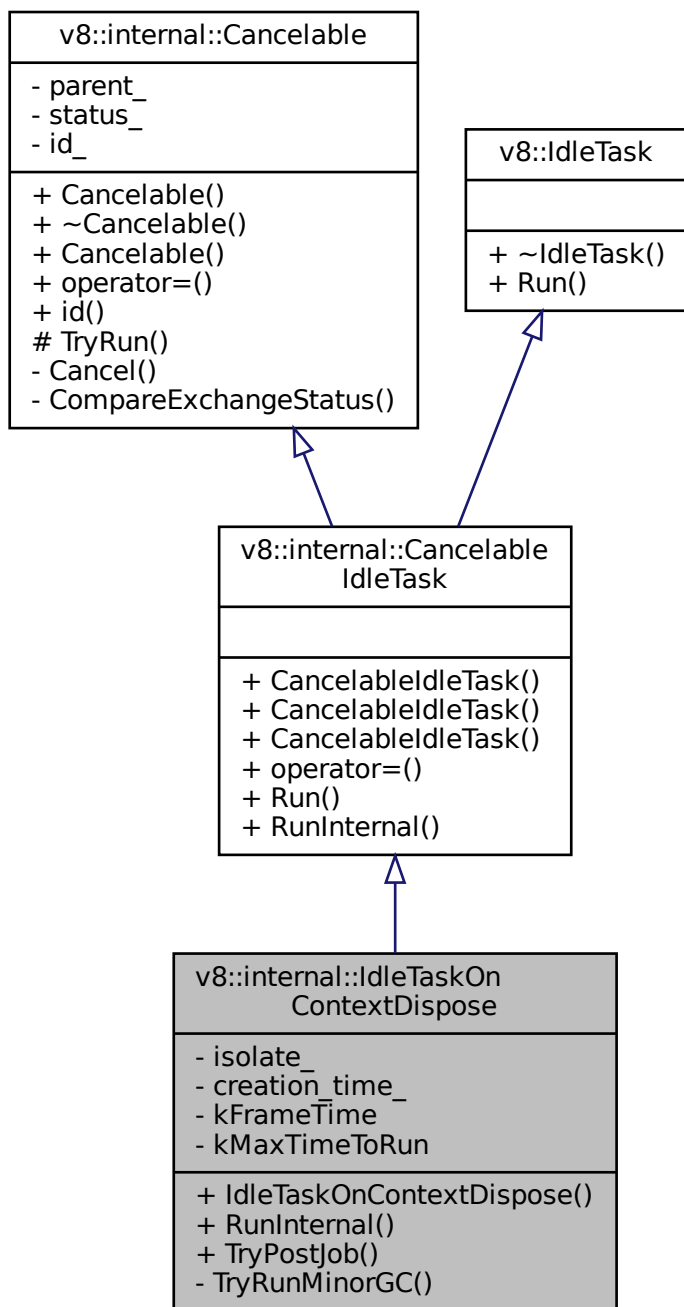 v8::internal::Cancelable
- parent_
- status_
- id_
+ Cancelable()
+ ~Cancelable()
+ Cancelable()
+ operator=()
+ id()
# TryRun()
- Cancel()
- CompareExchangeStatus()
v8::IdleTask
+ ~IdleTask()
+ Run()
v8::internal::Cancelable
IdleTask
+ CancelableIdleTask()
+ CancelableIdleTask()
+ CancelableIdleTask()
+ operator=()
+ Run()
+ RunInternal()
v8::internal::IdleTaskOn
ContextDispose
- isolate_
- creation_time_
- kFrameTime
- kMaxTimeToRun
+ IdleTaskOnContextDispose()
+ RunInternal()
+ TryPostJob()
- TryRunMinorGC()